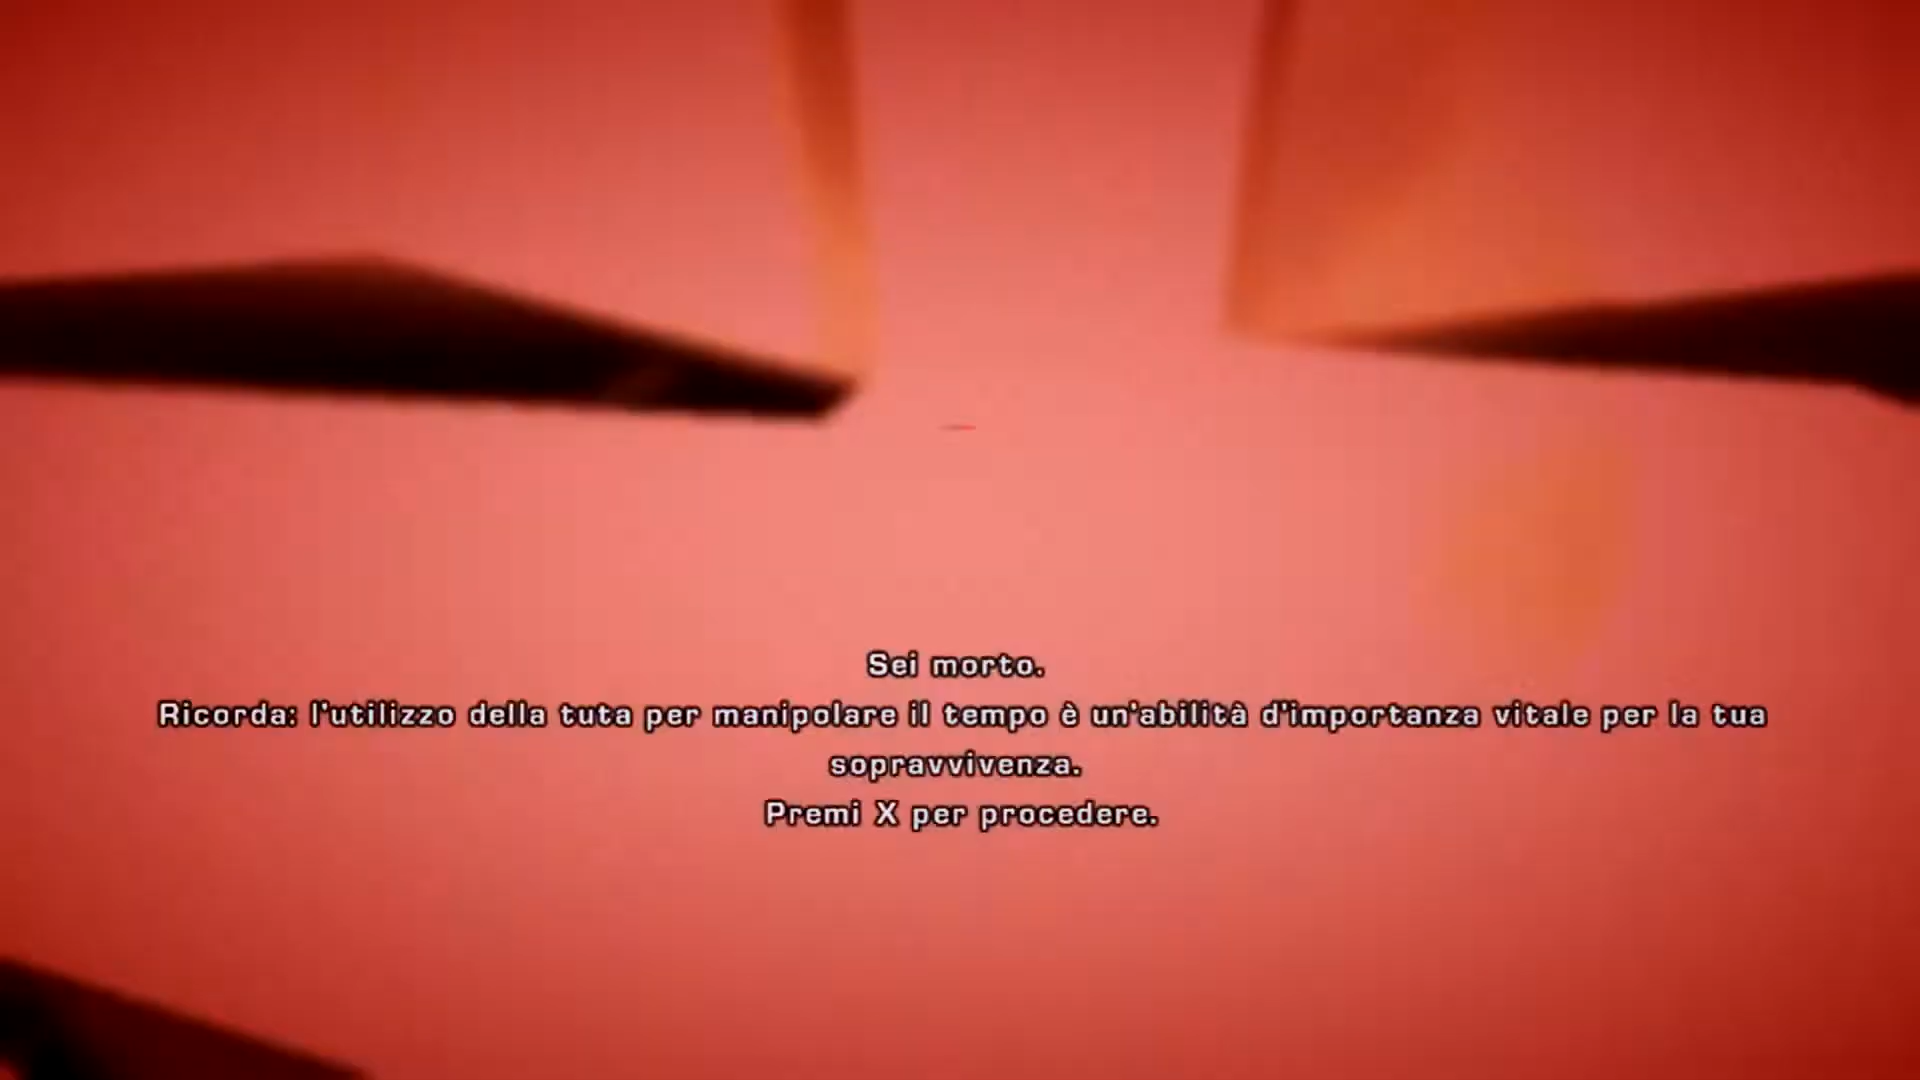 Sei morto.
Ricorda: l'utilizzo della tuta per manipolare il tempo è un'abilità d'importanza vitale per la tua
sopravvivenza.
Premi X per procedere.